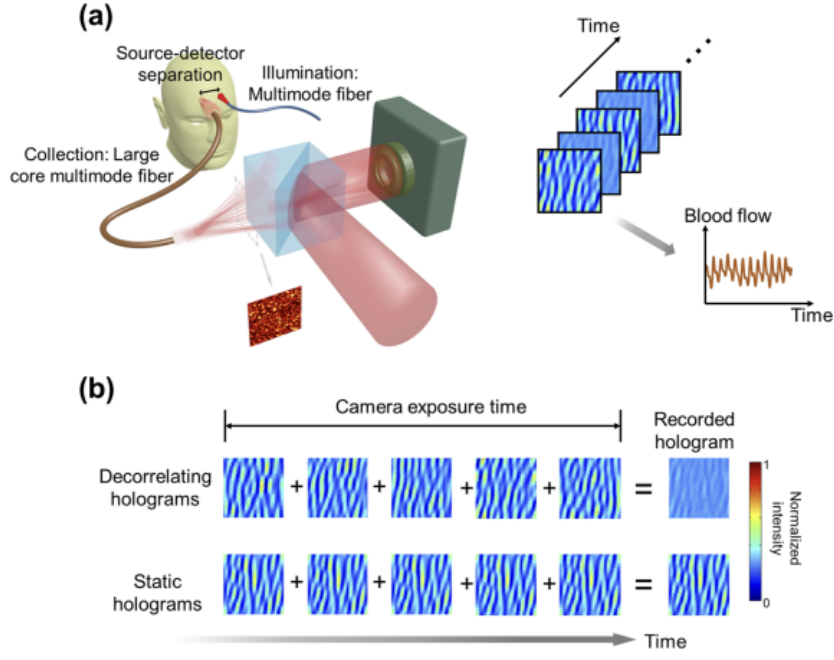 (a)
Source-detector
separation
Illumination:
Multimode fiber
Collection: Large
core multimode fiber
Time
Blood flow
Time
(b)
Camera exposure time
Recorded
hologram
Decorrelating
holograms
+ + + + =
1
Normalized
intensity
0
Static
holograms
+ + + + =
Time